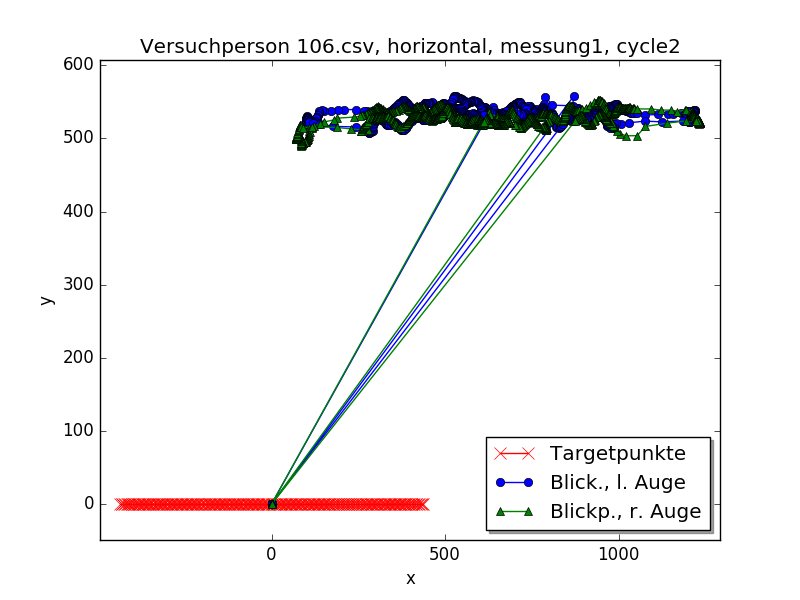 Versuchperson 106.csv, horizontal, messung1, cycle2
600
500
400
300
200
100
0
y
0
500
1000
x
Targetpunkte
Blick., l. Auge
Blickp., r. Auge